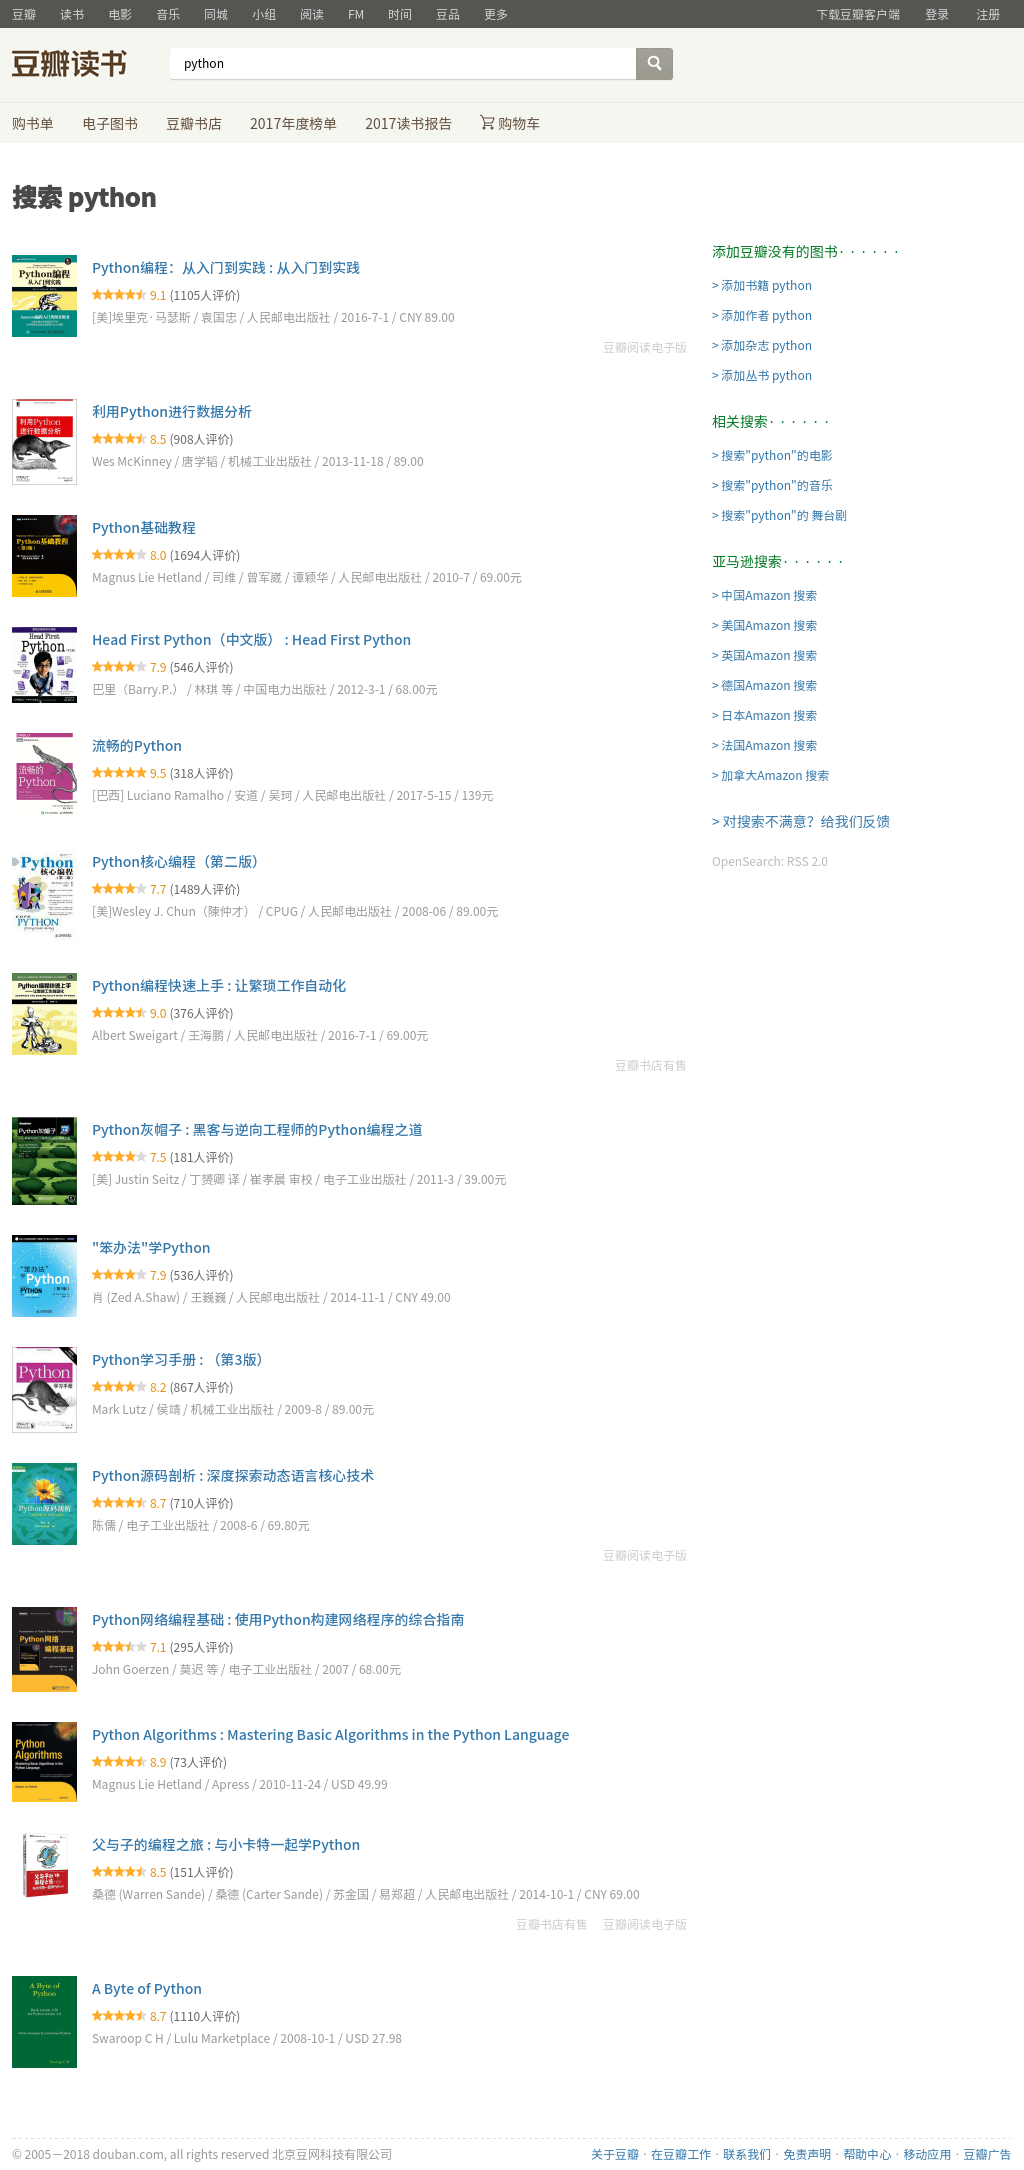 豆瓣 读书 电影 音乐 同城 小组 阅读 FM 时间 豆品 更多 下载豆瓣客户端 登录 注册
豆瓣读书 python
购书单 电子图书 豆瓣书店 2017年度榜单 2017读书报告 购物车
搜索 python
Python编程：从入门到实践 : 从入门到实践
9.1 (1105人评价)
[美]埃里克·马瑟斯 / 袁国忠 / 人民邮电出版社 / 2016-7-1 / CNY 89.00
豆瓣阅读电子版
利用Python进行数据分析
8.5 (908人评价)
Wes McKinney / 唐学韬 / 机械工业出版社 / 2013-11-18 / 89.00
Python基础教程
8.0 (1694人评价)
Magnus Lie Hetland / 司维 / 曾军崴 / 谭颖华 / 人民邮电出版社 / 2010-7 / 69.00元
Head First Python（中文版） : Head First Python
7.9 (546人评价)
巴里（Barry.P.） / 林琪 等 / 中国电力出版社 / 2012-3-1 / 68.00元
流畅的Python
9.5 (318人评价)
[巴西] Luciano Ramalho / 安道 / 吴珂 / 人民邮电出版社 / 2017-5-15 / 139元
Python核心编程（第二版）
7.7 (1489人评价)
[美]Wesley J. Chun（陳仲才） / CPUG / 人民邮电出版社 / 2008-06 / 89.00元
Python编程快速上手 : 让繁琐工作自动化
9.0 (376人评价)
Albert Sweigart / 王海鹏 / 人民邮电出版社 / 2016-7-1 / 69.00元
豆瓣书店有售
Python灰帽子 : 黑客与逆向工程师的Python编程之道
7.5 (181人评价)
[美] Justin Seitz / 丁赟卿 译 / 崔孝晨 审校 / 电子工业出版社 / 2011-3 / 39.00元
"笨办法"学Python
7.9 (536人评价)
肖 (Zed A.Shaw) / 王巍巍 / 人民邮电出版社 / 2014-11-1 / CNY 49.00
Python学习手册 : （第3版）
8.2 (867人评价)
Mark Lutz / 侯靖 / 机械工业出版社 / 2009-8 / 89.00元
Python源码剖析 : 深度探索动态语言核心技术
8.7 (710人评价)
陈儒 / 电子工业出版社 / 2008-6 / 69.80元
豆瓣阅读电子版
Python网络编程基础 : 使用Python构建网络程序的综合指南
7.1 (295人评价)
John Goerzen / 莫迟 等 / 电子工业出版社 / 2007 / 68.00元
Python Algorithms : Mastering Basic Algorithms in the Python Language
8.9 (73人评价)
Magnus Lie Hetland / Apress / 2010-11-24 / USD 49.99
父与子的编程之旅 : 与小卡特一起学Python
8.5 (151人评价)
桑德 (Warren Sande) / 桑德 (Carter Sande) / 苏金国 / 易郑超 / 人民邮电出版社 / 2014-10-1 / CNY 69.00
豆瓣书店有售 豆瓣阅读电子版
A Byte of Python
8.7 (1110人评价)
Swaroop C H / Lulu Marketplace / 2008-10-1 / USD 27.98
添加豆瓣没有的图书 · · · · · ·
> 添加书籍 python
> 添加作者 python
> 添加杂志 python
> 添加丛书 python
相关搜索 · · · · · ·
> 搜索"python"的电影
> 搜索"python"的音乐
> 搜索"python"的 舞台剧
亚马逊搜索 · · · · · ·
> 中国Amazon 搜索
> 美国Amazon 搜索
> 英国Amazon 搜索
> 德国Amazon 搜索
> 日本Amazon 搜索
> 法国Amazon 搜索
> 加拿大Amazon 搜索
> 对搜索不满意？给我们反馈
OpenSearch: RSS 2.0
© 2005－2018 douban.com, all rights reserved 北京豆网科技有限公司
关于豆瓣 · 在豆瓣工作 · 联系我们 · 免责声明 · 帮助中心 · 移动应用 · 豆瓣广告